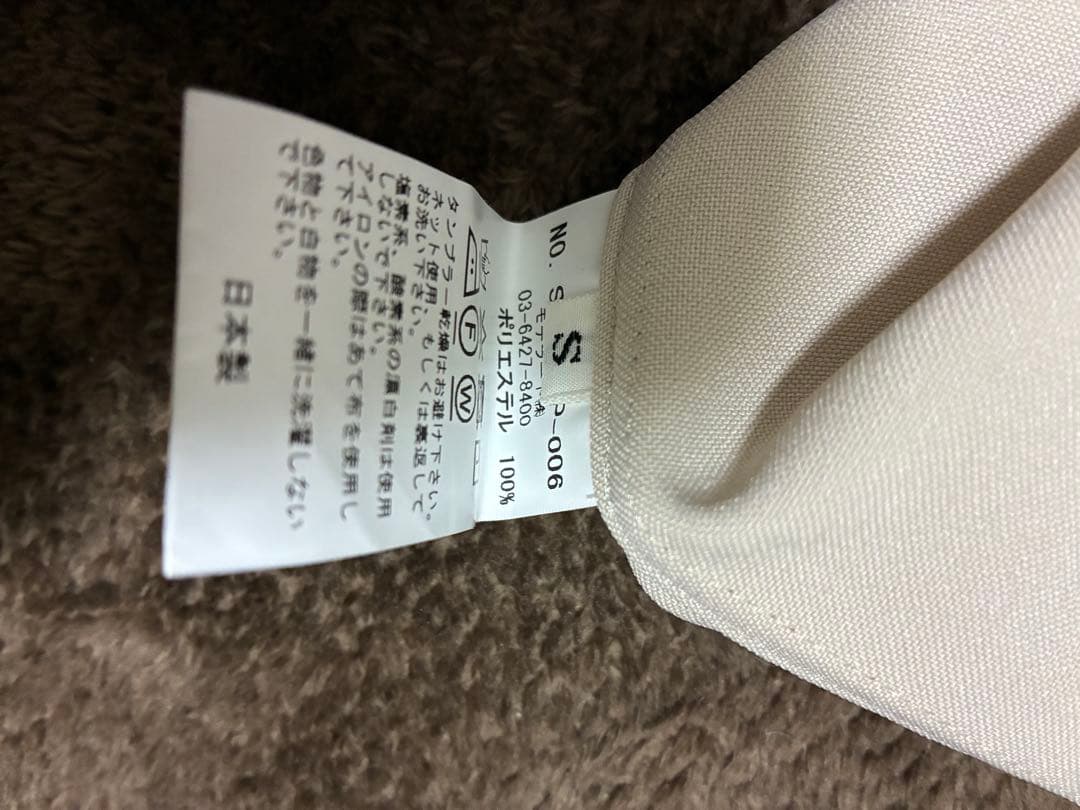 NO. S
-006
S
03-6427-8400
ポリエステル 100%
F
W
タンブラー乾燥はお避け下さい。
ネット使用、もしくは裏返して
お洗い下さい。
塩素系、酸素系の漂白剤は使用
しないで下さい。
アイロンの際はあて布を使用し
て下さい。
色物と白物を一緒に洗濯しない
で下さい。
日本製